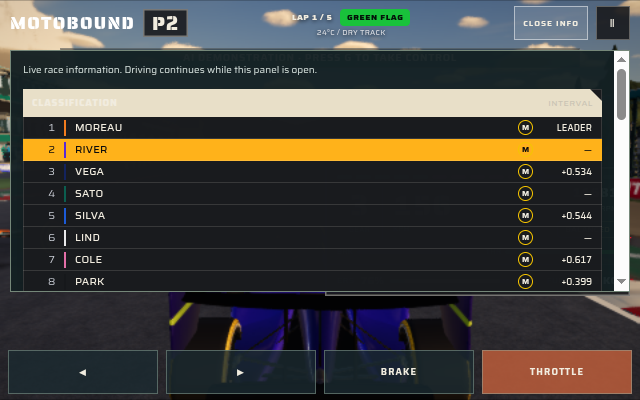 MOTOBOUND P2 LAP 1 / 5 GREEN FLAG CLOSE INFO II
24°C / DRY TRACK
Live race information. Driving continues while this panel is open.
CLASSIFICATION INTERVAL
1 MOREAU M LEADER
2 RIVER M —
3 VEGA M +0.534
4 SATO M —
5 SILVA M +0.544
6 LIND M —
7 COLE M +0.617
8 PARK M +0.399
◄ ► BRAKE THROTTLE